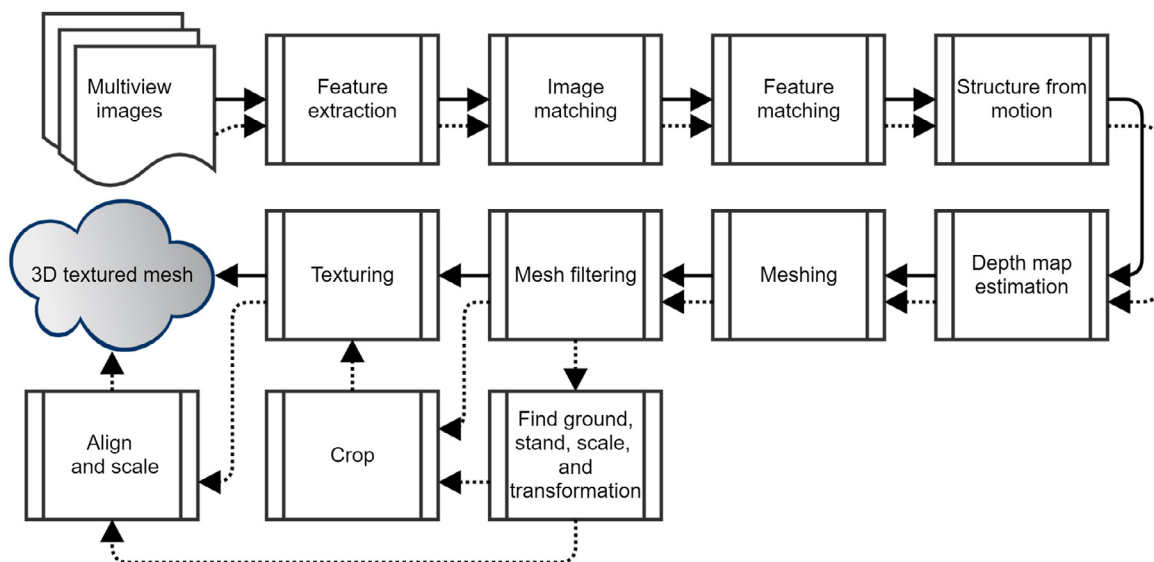 Multiview
images
Feature
extraction
Image
matching
Feature
matching
Structure from
motion
3D textured mesh
Texturing
Mesh filtering
Meshing
Depth map
estimation
Align
and scale
Crop
Find ground,
stand, scale,
and
transformation